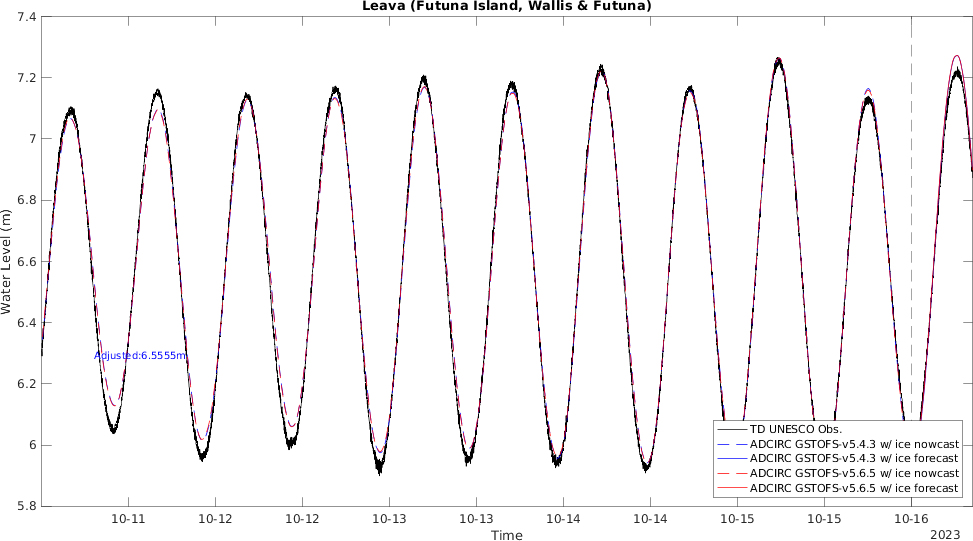 Leava (Futuna Island, Wallis & Futuna)
7.4
7.2
7
6.8
6.6
6.4
6.2
6
5.8
Water Level (m)
Adjusted:6.5555m
TD UNESCO Obs.
ADCIRC GSTOFS-v5.4.3 w/ ice nowcast
ADCIRC GSTOFS-v5.4.3 w/ ice forecast
ADCIRC GSTOFS-v5.6.5 w/ ice nowcast
ADCIRC GSTOFS-v5.6.5 w/ ice forecast
10-11 10-12 10-12 10-13 10-13 10-14 10-14 10-15 10-15 10-16
Time
2023